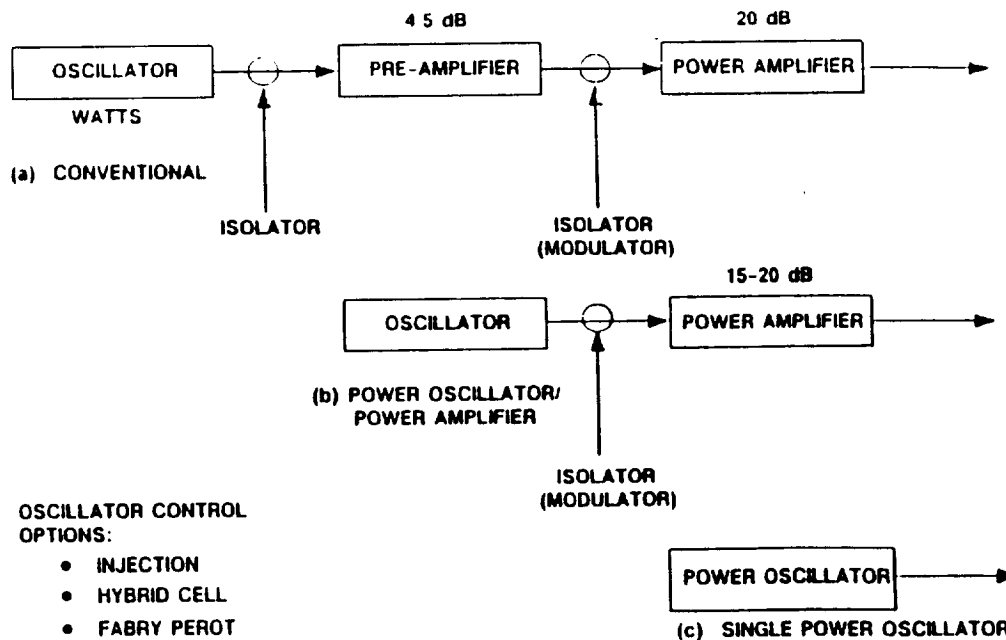 4 5 dB
20 dB
OSCILLATOR
PRE-AMPLIFIER
POWER AMPLIFIER
WATTS
(a) CONVENTIONAL
ISOLATOR
ISOLATOR
(MODULATOR)
15-20 dB
OSCILLATOR
POWER AMPLIFIER
(b) POWER OSCILLATOR/
POWER AMPLIFIER
ISOLATOR
(MODULATOR)
OSCILLATOR CONTROL
OPTIONS:
• INJECTION
• HYBRID CELL
• FABRY PEROT
POWER OSCILLATOR
(c) SINGLE POWER OSCILLATOR